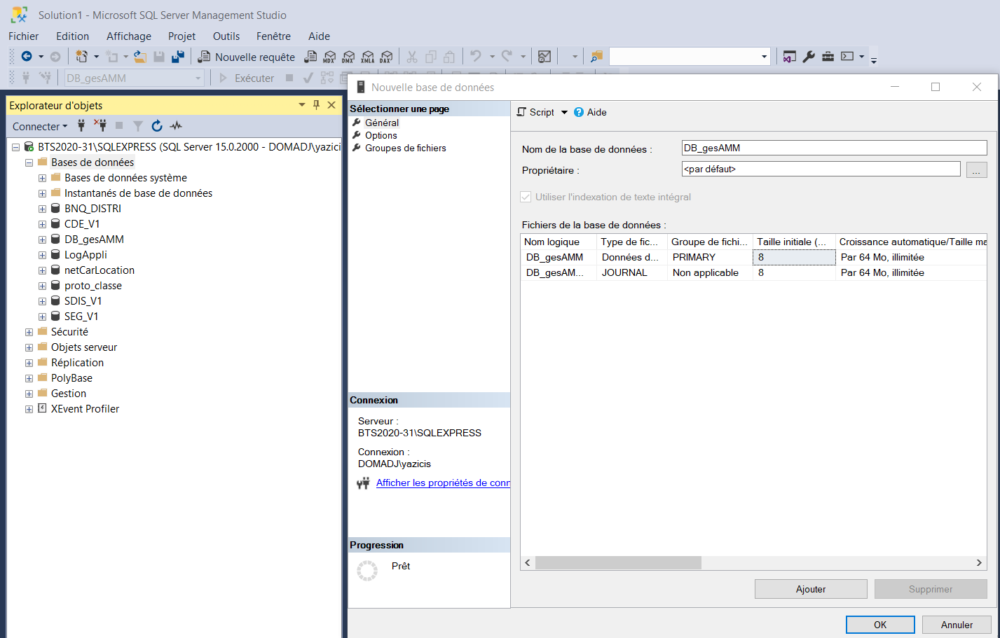 Solution1 - Microsoft SQL Server Management Studio
Fichier Edition Affichage Projet Outils Fenêtre Aide
Nouvelle requête MDX DMX XMLA DAX
DB_gesAMM Exécuter
Explorateur d'objets
Connecter
BTS2020-31\SQLEXPRESS (SQL Server 15.0.2000 - DOMADJ\yazici
Bases de données
Bases de données système
Instantanés de base de données
BNQ_DISTRI
CDE_V1
DB_gesAMM
LogAppli
netCarLocation
proto_classe
SDIS_V1
SEG_V1
Sécurité
Objets serveur
Réplication
PolyBase
Gestion
XEvent Profiler
Nouvelle base de données
Sélectionner une page
Général
Options
Groupes de fichiers
Connexion
Serveur :
BTS2020-31\SQLEXPRESS
Connexion :
DOMADJ\yazicis
Afficher les propriétés de conn
Progression
Prêt
Script Aide
Nom de la base de données : DB_gesAMM
Propriétaire : <par défaut> ...
Utiliser l'indexation de texte intégral
Fichiers de la base de données :
Nom logique Type de fic... Groupe de fichi... Taille initiale (... Croissance automatique/Taille ma
DB_gesAMM Données d... PRIMARY 8 Par 64 Mo, illimitée
DB_gesAM... JOURNAL Non applicable 8 Par 64 Mo, illimitée
Ajouter Supprimer
OK Annuler